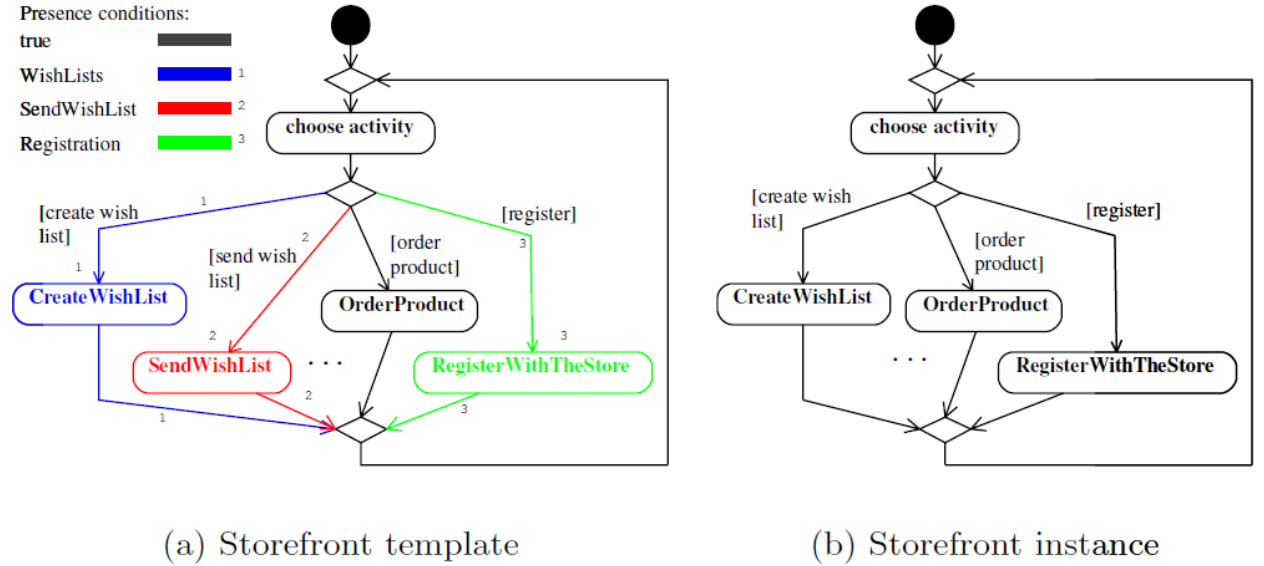 Presence conditions:
true
WishLists 1
SendWishList 2
Registration 3
choose activity
[create wish
list]
1
[register]
[send wish
list]
2
[order
product]
3
1
CreateWishList
OrderProduct
2
3
SendWishList
. . .
RegisterWithTheStore
1
2
3
(a) Storefront template
choose activity
[create wish
list]
[register]
[order
product]
CreateWishList
OrderProduct
. . .
RegisterWithTheStore
(b) Storefront instance